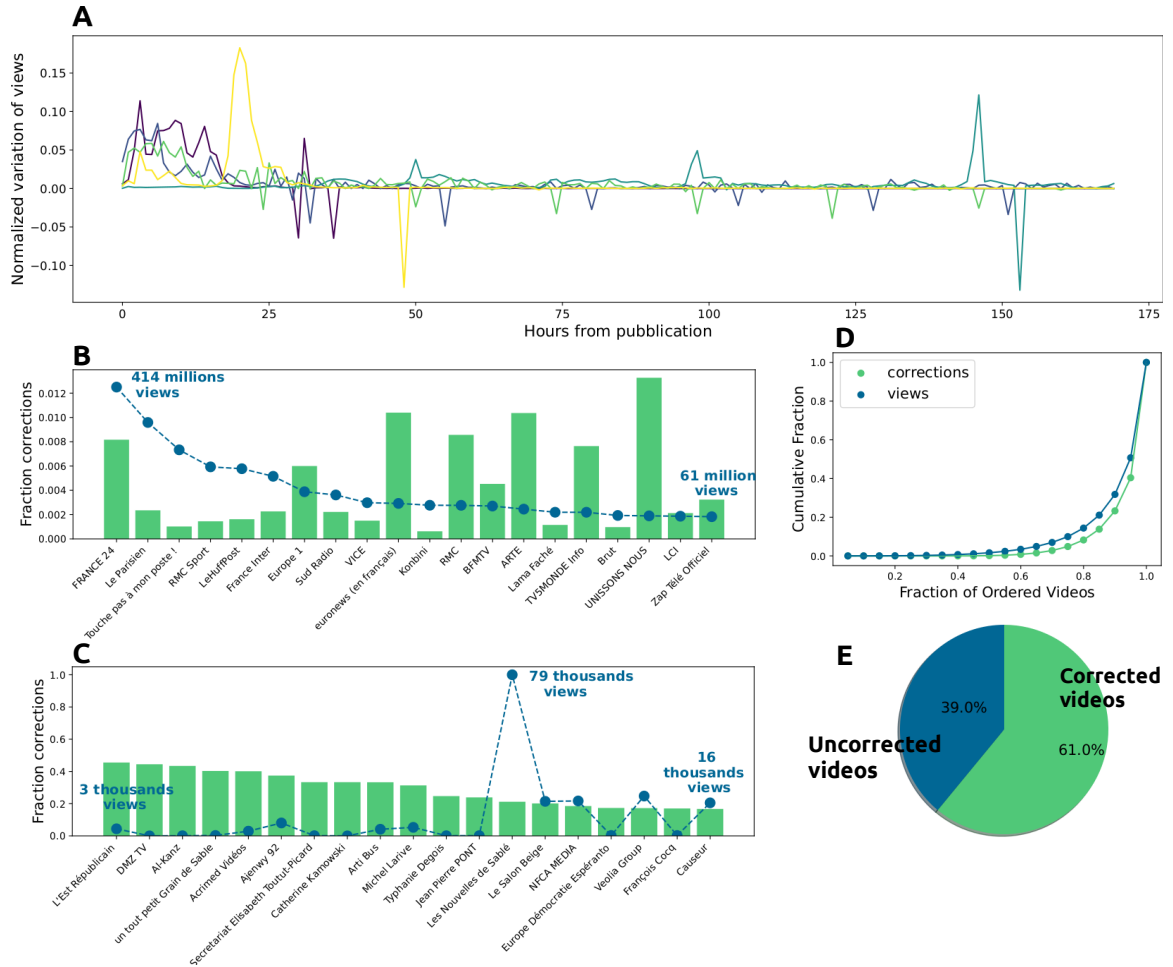 A
Normalized variation of views
0.15
0.10
0.05
0.00
−0.05
−0.10
0
25
50
75
100
125
150
175
Hours from pubblication
B
Fraction corrections
0.012
0.010
0.008
0.006
0.004
0.002
0.000
414 millions
views
61 million
views
FRANCE 24
Le Parisien
Touche pas à mon poste !
RMC Sport
LeHuffPost
France Inter
Europe 1
Sud Radio
VICE
euronews (en français)
Konbini
RMC
BFMTV
ARTE
Lama Faché
TV5MONDE Info
Brut
UNISSONS NOUS
LCI
Zap Télé Officiel
D
Cumulative Fraction
1.0
0.8
0.6
0.4
0.2
0.0
corrections
views
0.2
0.4
0.6
0.8
1.0
Fraction of Ordered Videos
C
Fraction corrections
1.0
0.8
0.6
0.4
0.2
0.0
3 thousands
views
79 thousands
views
16
thousands
views
L'Est Républicain
DMZ TV
Al-Kanz
un tout petit Grain de Sable
Acrimed Vidéos
Ajenwy 92
Secretariat Elisabeth Toutut-Picard
Catherine Kamowski
Anti Bus
Michel Larive
Typhanie Degois
Jean Pierre PONT
Les Nouvelles de Sablé
Le Salon Beige
NFCA MEDIA
Europe Démocratie Espéranto
Veolia Group
François Cocq
Causeur
E
Corrected
videos
61.0%
39.0%
Uncorrected
videos